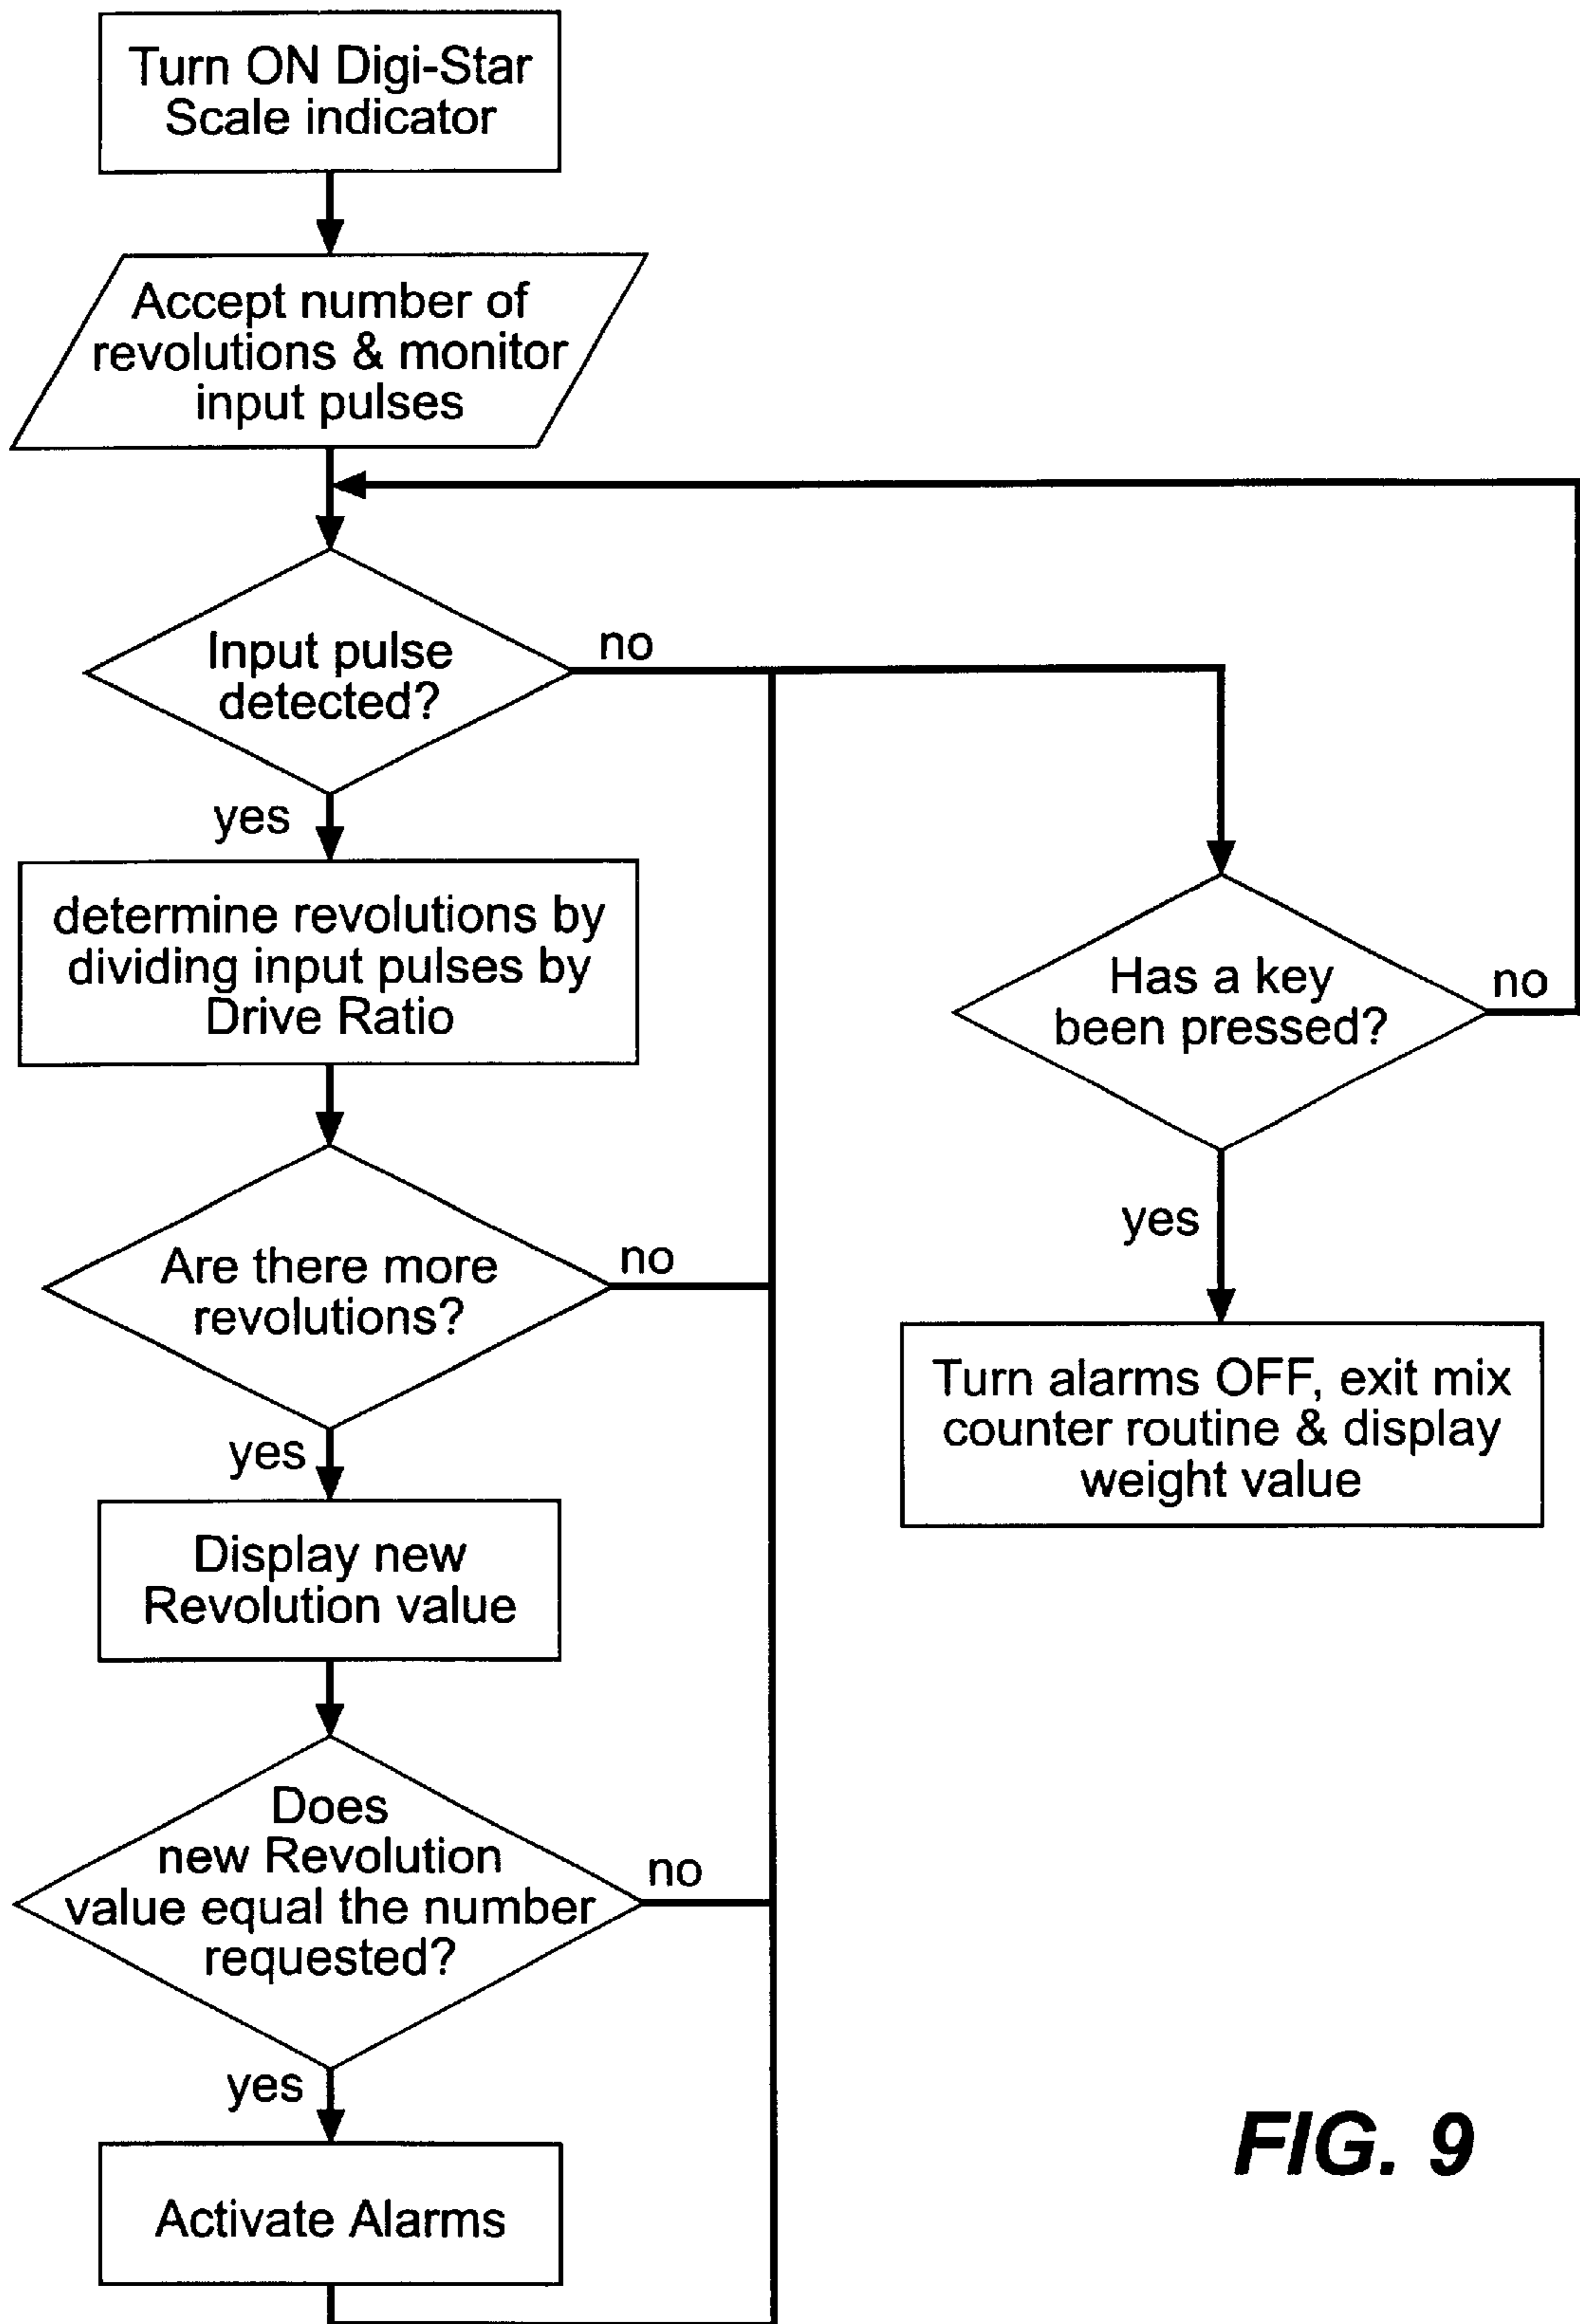 Turn ON Digi-Star
Scale indicator
Accept number of
revolutions & monitor
input pulses
Input pulse
detected?
no
yes
determine revolutions by
dividing input pulses by
Drive Ratio
Has a key
been pressed?
no
yes
Are there more
revolutions?
no
yes
Turn alarms OFF, exit mix
counter routine & display
weight value
Display new
Revolution value
Does
new Revolution
value equal the number
requested?
no
yes
Activate Alarms
FIG. 9